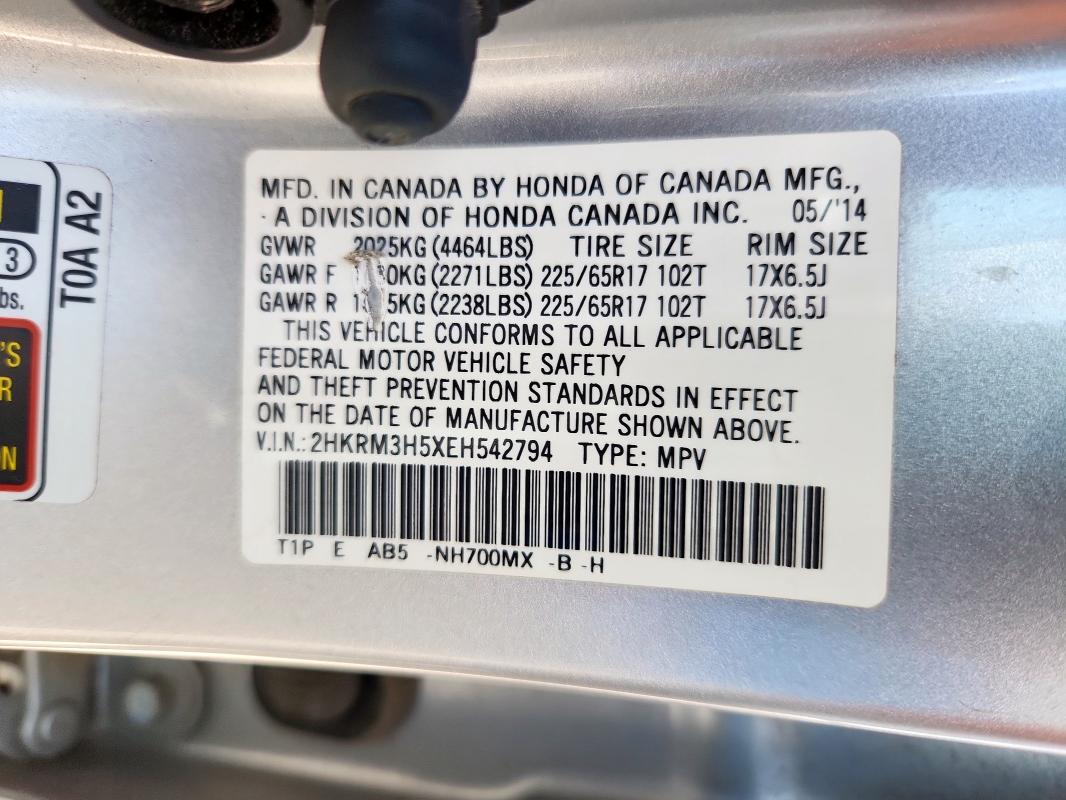 MFD. IN CANADA BY HONDA OF CANADA MFG.,
A DIVISION OF HONDA CANADA INC. 05/'14
GVWR 2025KG (4464LBS) TIRE SIZE RIM SIZE
GAWR F (2271LBS) 225/65R17 102T 17X6.5J
GAWR R (2238LBS) 225/65R17 102T 17X6.5J
THIS VEHICLE CONFORMS TO ALL APPLICABLE
FEDERAL MOTOR VEHICLE SAFETY
AND THEFT PREVENTION STANDARDS IN EFFECT
ON THE DATE OF MANUFACTURE SHOWN ABOVE.
V.I.N.: 2HKRM3H5XEH542794 TYPE: MPV
T1P E AB5 -NH700MX -B -H
T0A A2
3
bs.
'S
R
N